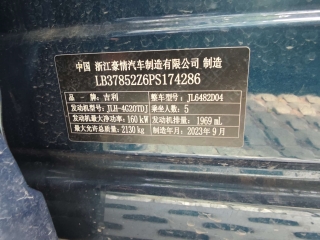 中国 浙江豪情汽车制造有限公司 制造
LB37852Z6PS174286
品牌：吉利 整车型号：JL6482D04
发动机型号：JLH-4G20TDJ 乘坐人数：5
发动机最大净功率：160 kW 发动机排量：1969 mL
最大允许总质量：2130 kg 制造年月：2023年9月